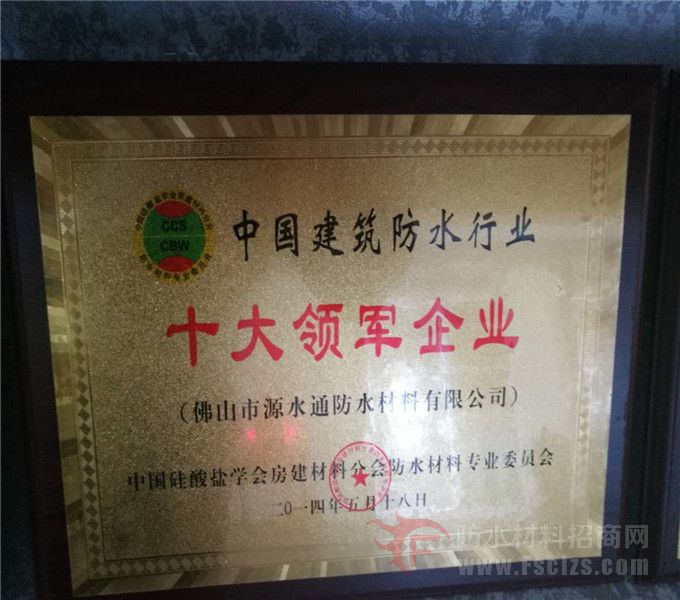 CCS
CBW
中国建筑防水行业
十大领军企业
(佛山市源水通防水材料有限公司)
中国硅酸盐学会房建材料分会防水材料专业委员会
二〇一四年五月十八日
防水材料招商网
www.FSCLZS.com